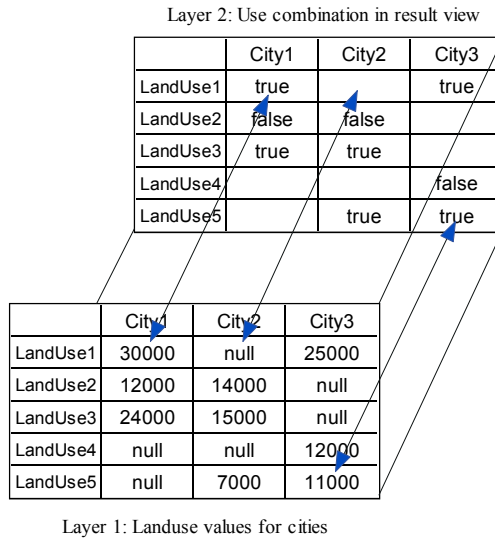 Layer 2: Use combination in result view
City1 City2 City3
LandUse1 true true
LandUse2 false false
LandUse3 true true
LandUse4 false
LandUse5 true true
City1 City2 City3
LandUse1 30000 null 25000
LandUse2 12000 14000 null
LandUse3 24000 15000 null
LandUse4 null null 12000
LandUse5 null 7000 11000
Layer 1: Landuse values for cities